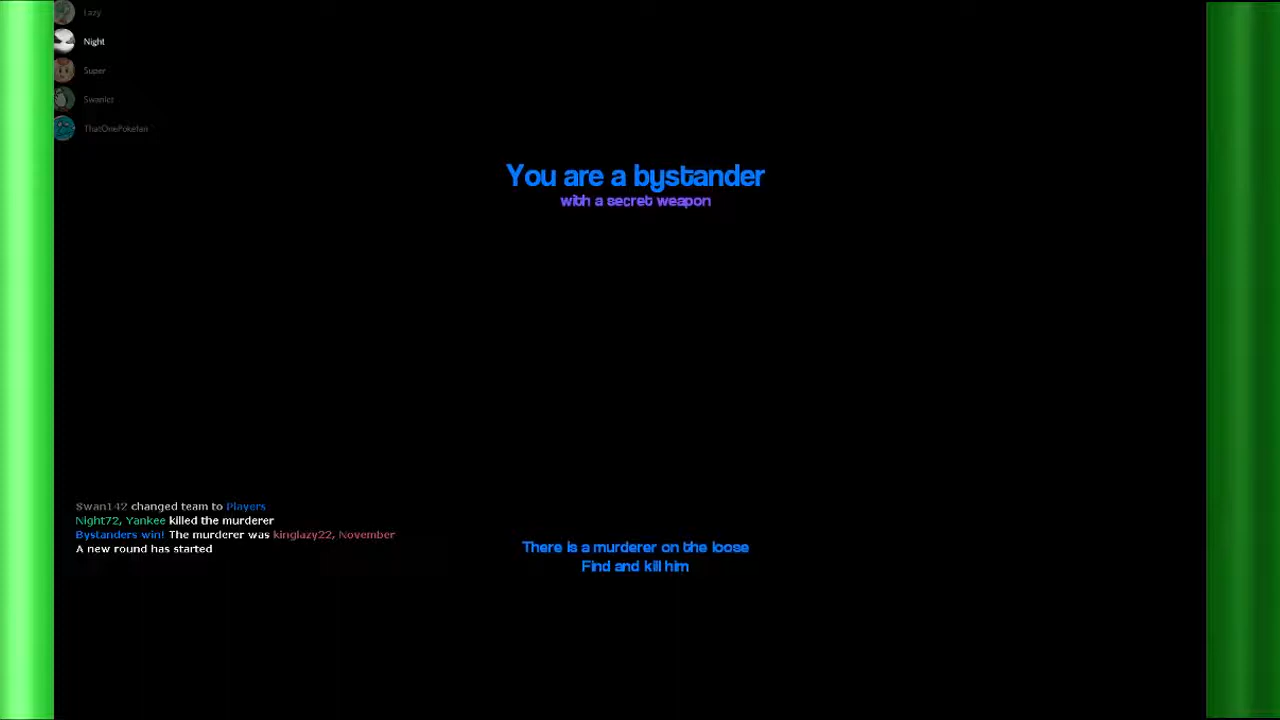 Lazy
Night
Super
Swanict
ThatOnePokefan
You are a bystander
with a secret weapon
Swan142 changed team to Players
Night72, Yankee killed the murderer
Bystanders win! The murderer was kinglazy22, November
A new round has started
There is a murderer on the loose
Find and kill him